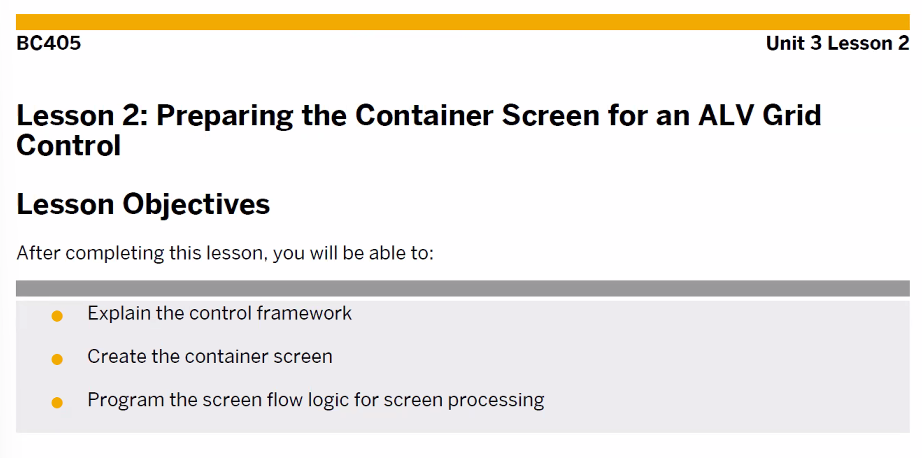 BC405
Unit 3 Lesson 2
Lesson 2: Preparing the Container Screen for an ALV Grid
Control
Lesson Objectives
After completing this lesson, you will be able to:
Explain the control framework
Create the container screen
Program the screen flow logic for screen processing